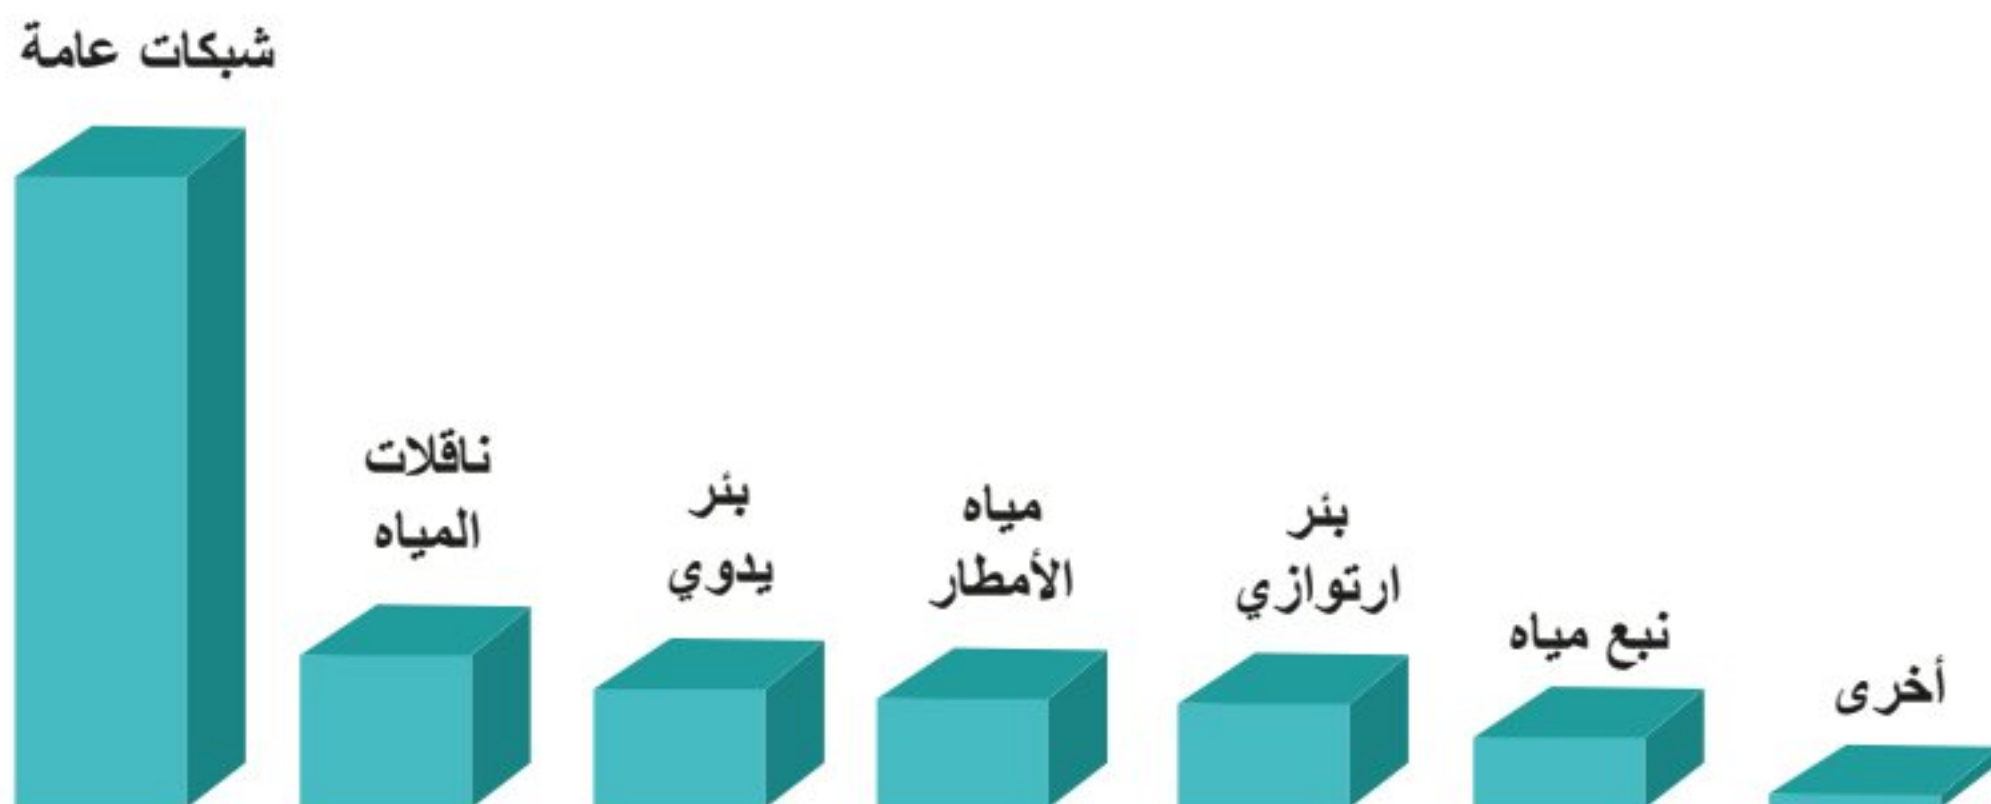 شبكات عامة
ناقلات
المياه
بئر
يدوي
مياه
الأمطار
بئر
ارتوازي
نبع مياه
أخرى